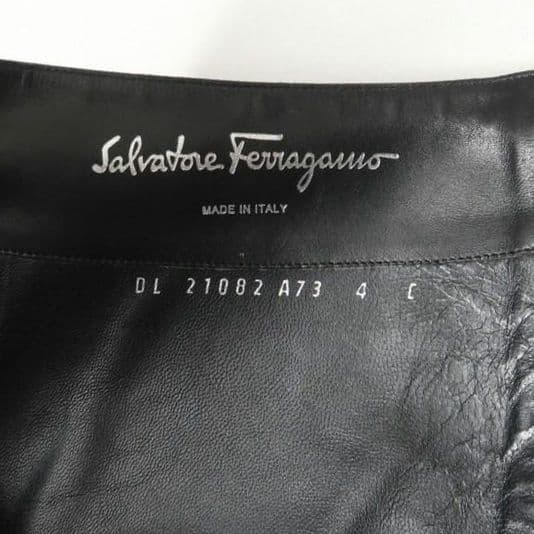 Salvatore Ferragamo
MADE IN ITALY
DL 21082 A73 4 C